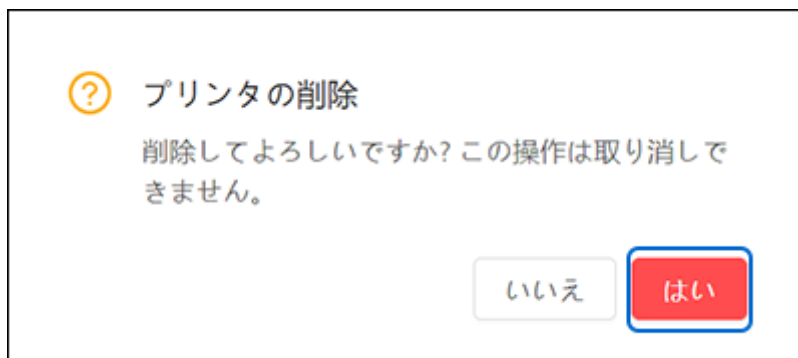 プリンタの削除
削除してよろしいですか? この操作は取り消しで
きません。
いいえ
はい